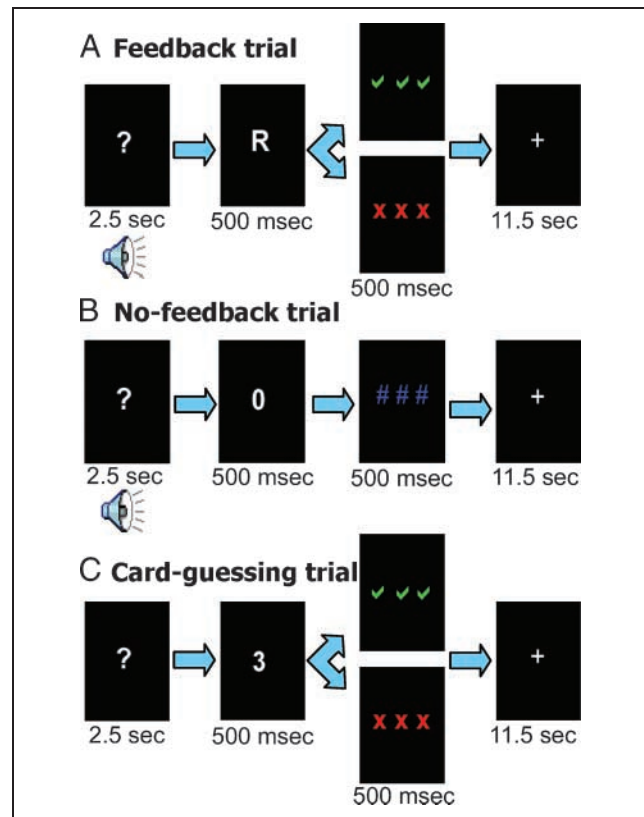 A Feedback trial
✓ ✓ ✓
? R +
X X X
2.5 sec 500 msec 11.5 sec
500 msec
B No-feedback trial
? 0 # # # +
2.5 sec 500 msec 500 msec 11.5 sec
C Card-guessing trial
✓ ✓ ✓
? 3 +
X X X
2.5 sec 500 msec 11.5 sec
500 msec